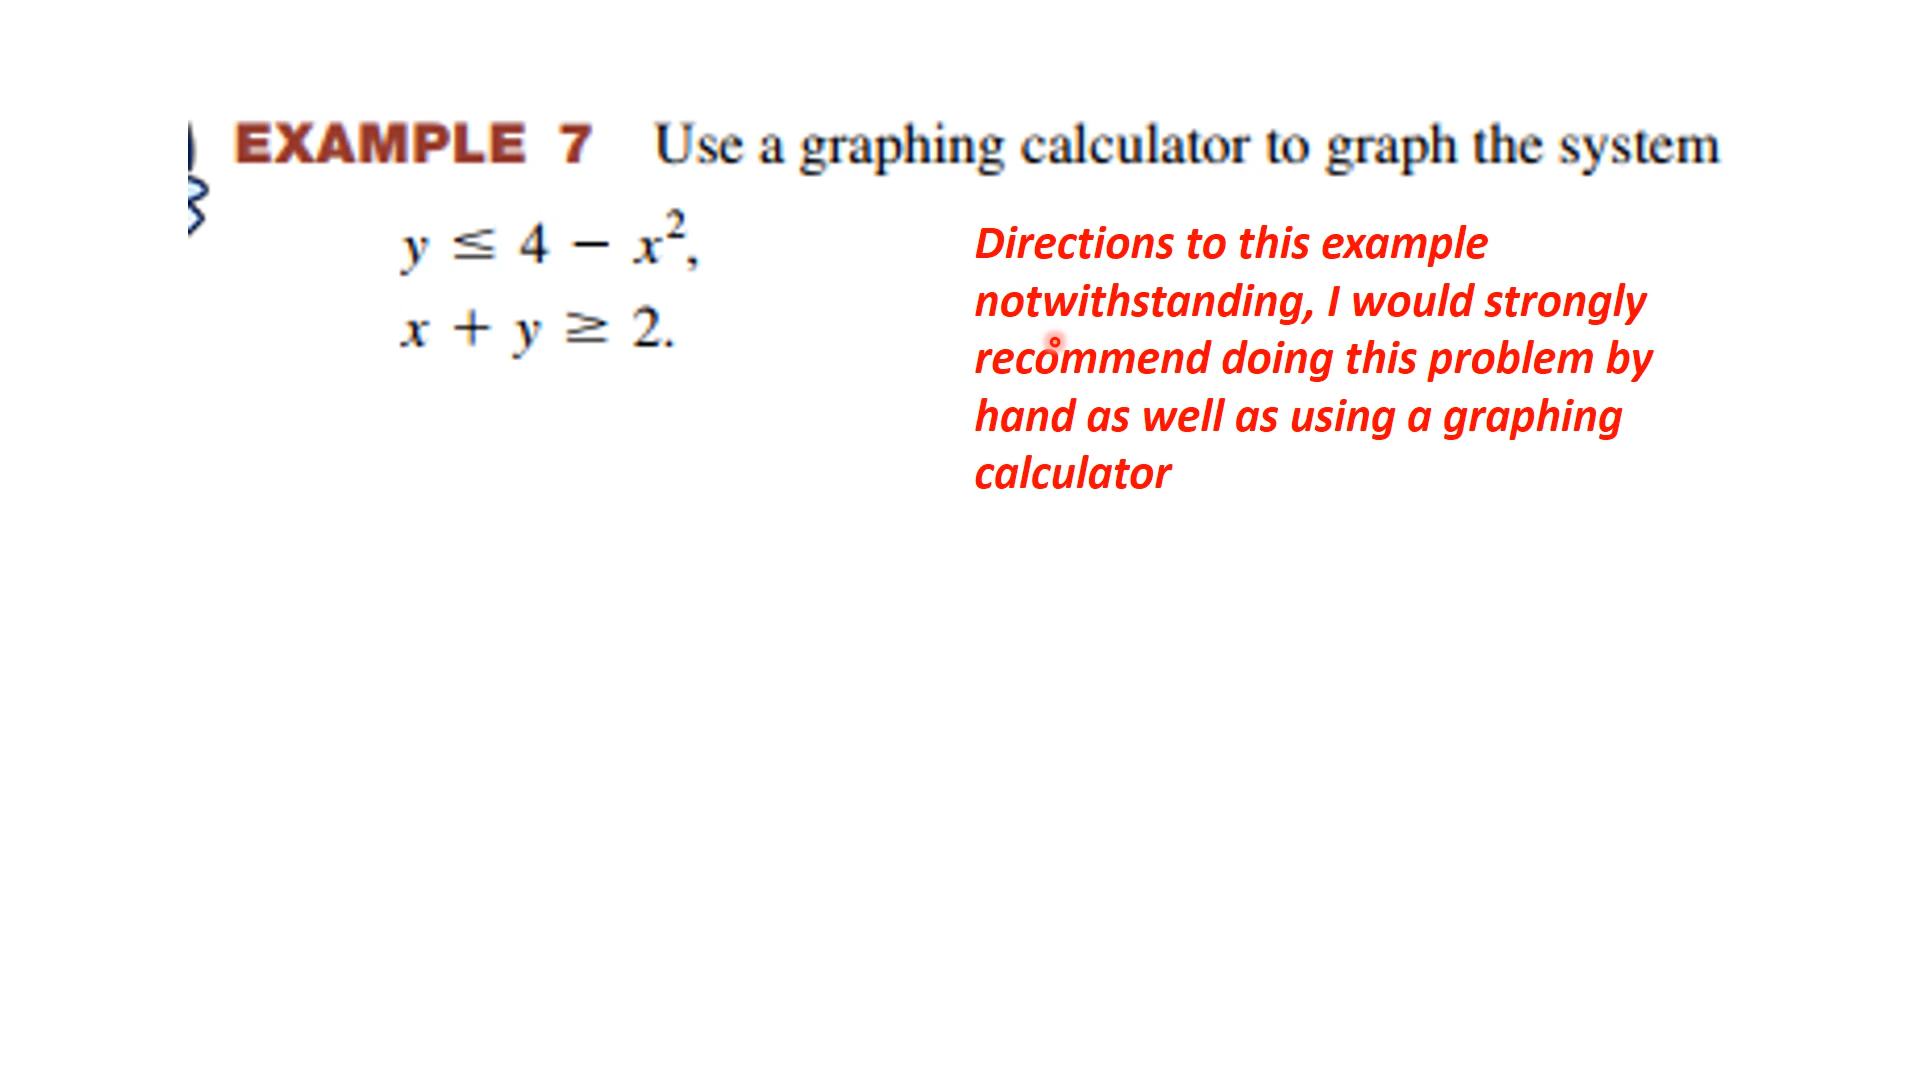 EXAMPLE 7 Use a graphing calculator to graph the system
y ≤ 4 − x²,
x + y ≥ 2.
Directions to this example
notwithstanding, I would strongly
recommend doing this problem by
hand as well as using a graphing
calculator